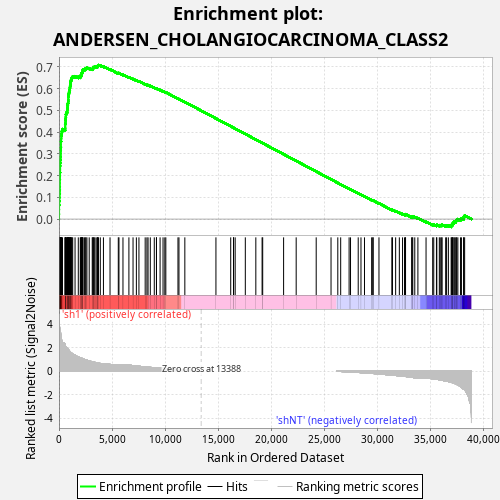 Enrichment plot:
ANDERSEN_CHOLANGIOCARCINOMA_CLASS2
Enrichment score (ES)
0.7
0.6
0.5
0.4
0.3
0.2
0.1
0.0
Ranked list metric (Signal2Noise)
'sh1' (positively correlated)
4
2
0
-2
-4
Zero cross at 13388
'shNT' (negatively correlated)
0
5,000
10,000
15,000
20,000
25,000
30,000
35,000
40,000
Rank in Ordered Dataset
Enrichment profile
Hits
Ranking metric scores